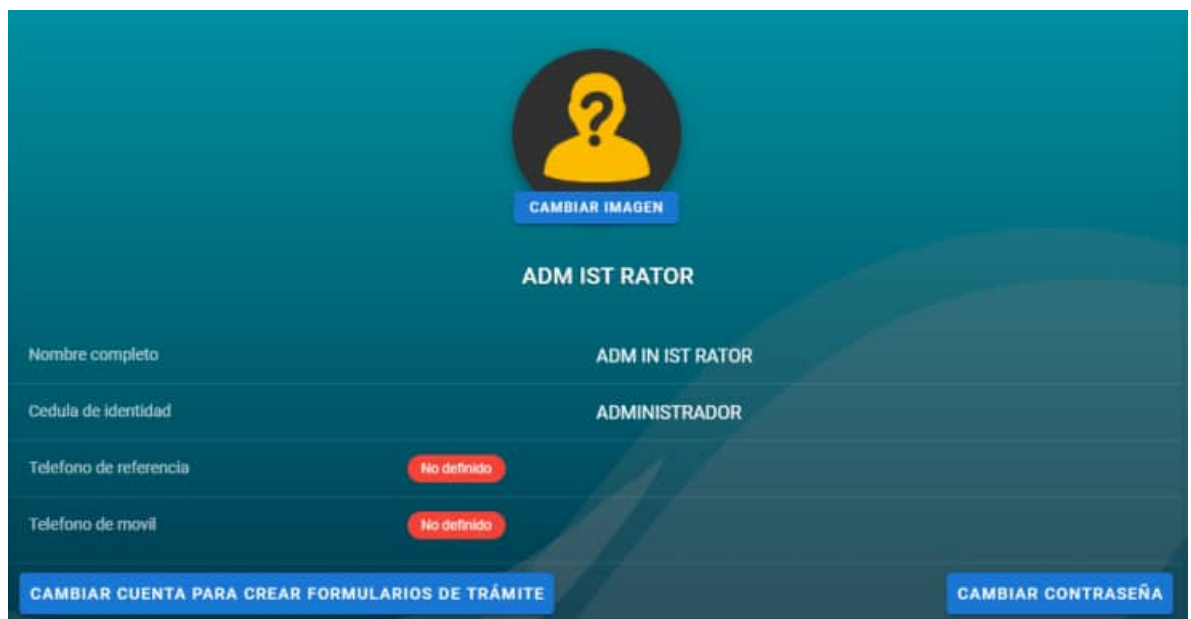 ?
CAMBIAR IMAGEN
ADM IST RATOR
Nombre completo ADM IN IST RATOR
Cedula de identidad ADMINISTRADOR
Telefono de referencia No definido
Telefono de movil No definido
CAMBIAR CUENTA PARA CREAR FORMULARIOS DE TRÁMITE CAMBIAR CONTRASEÑA